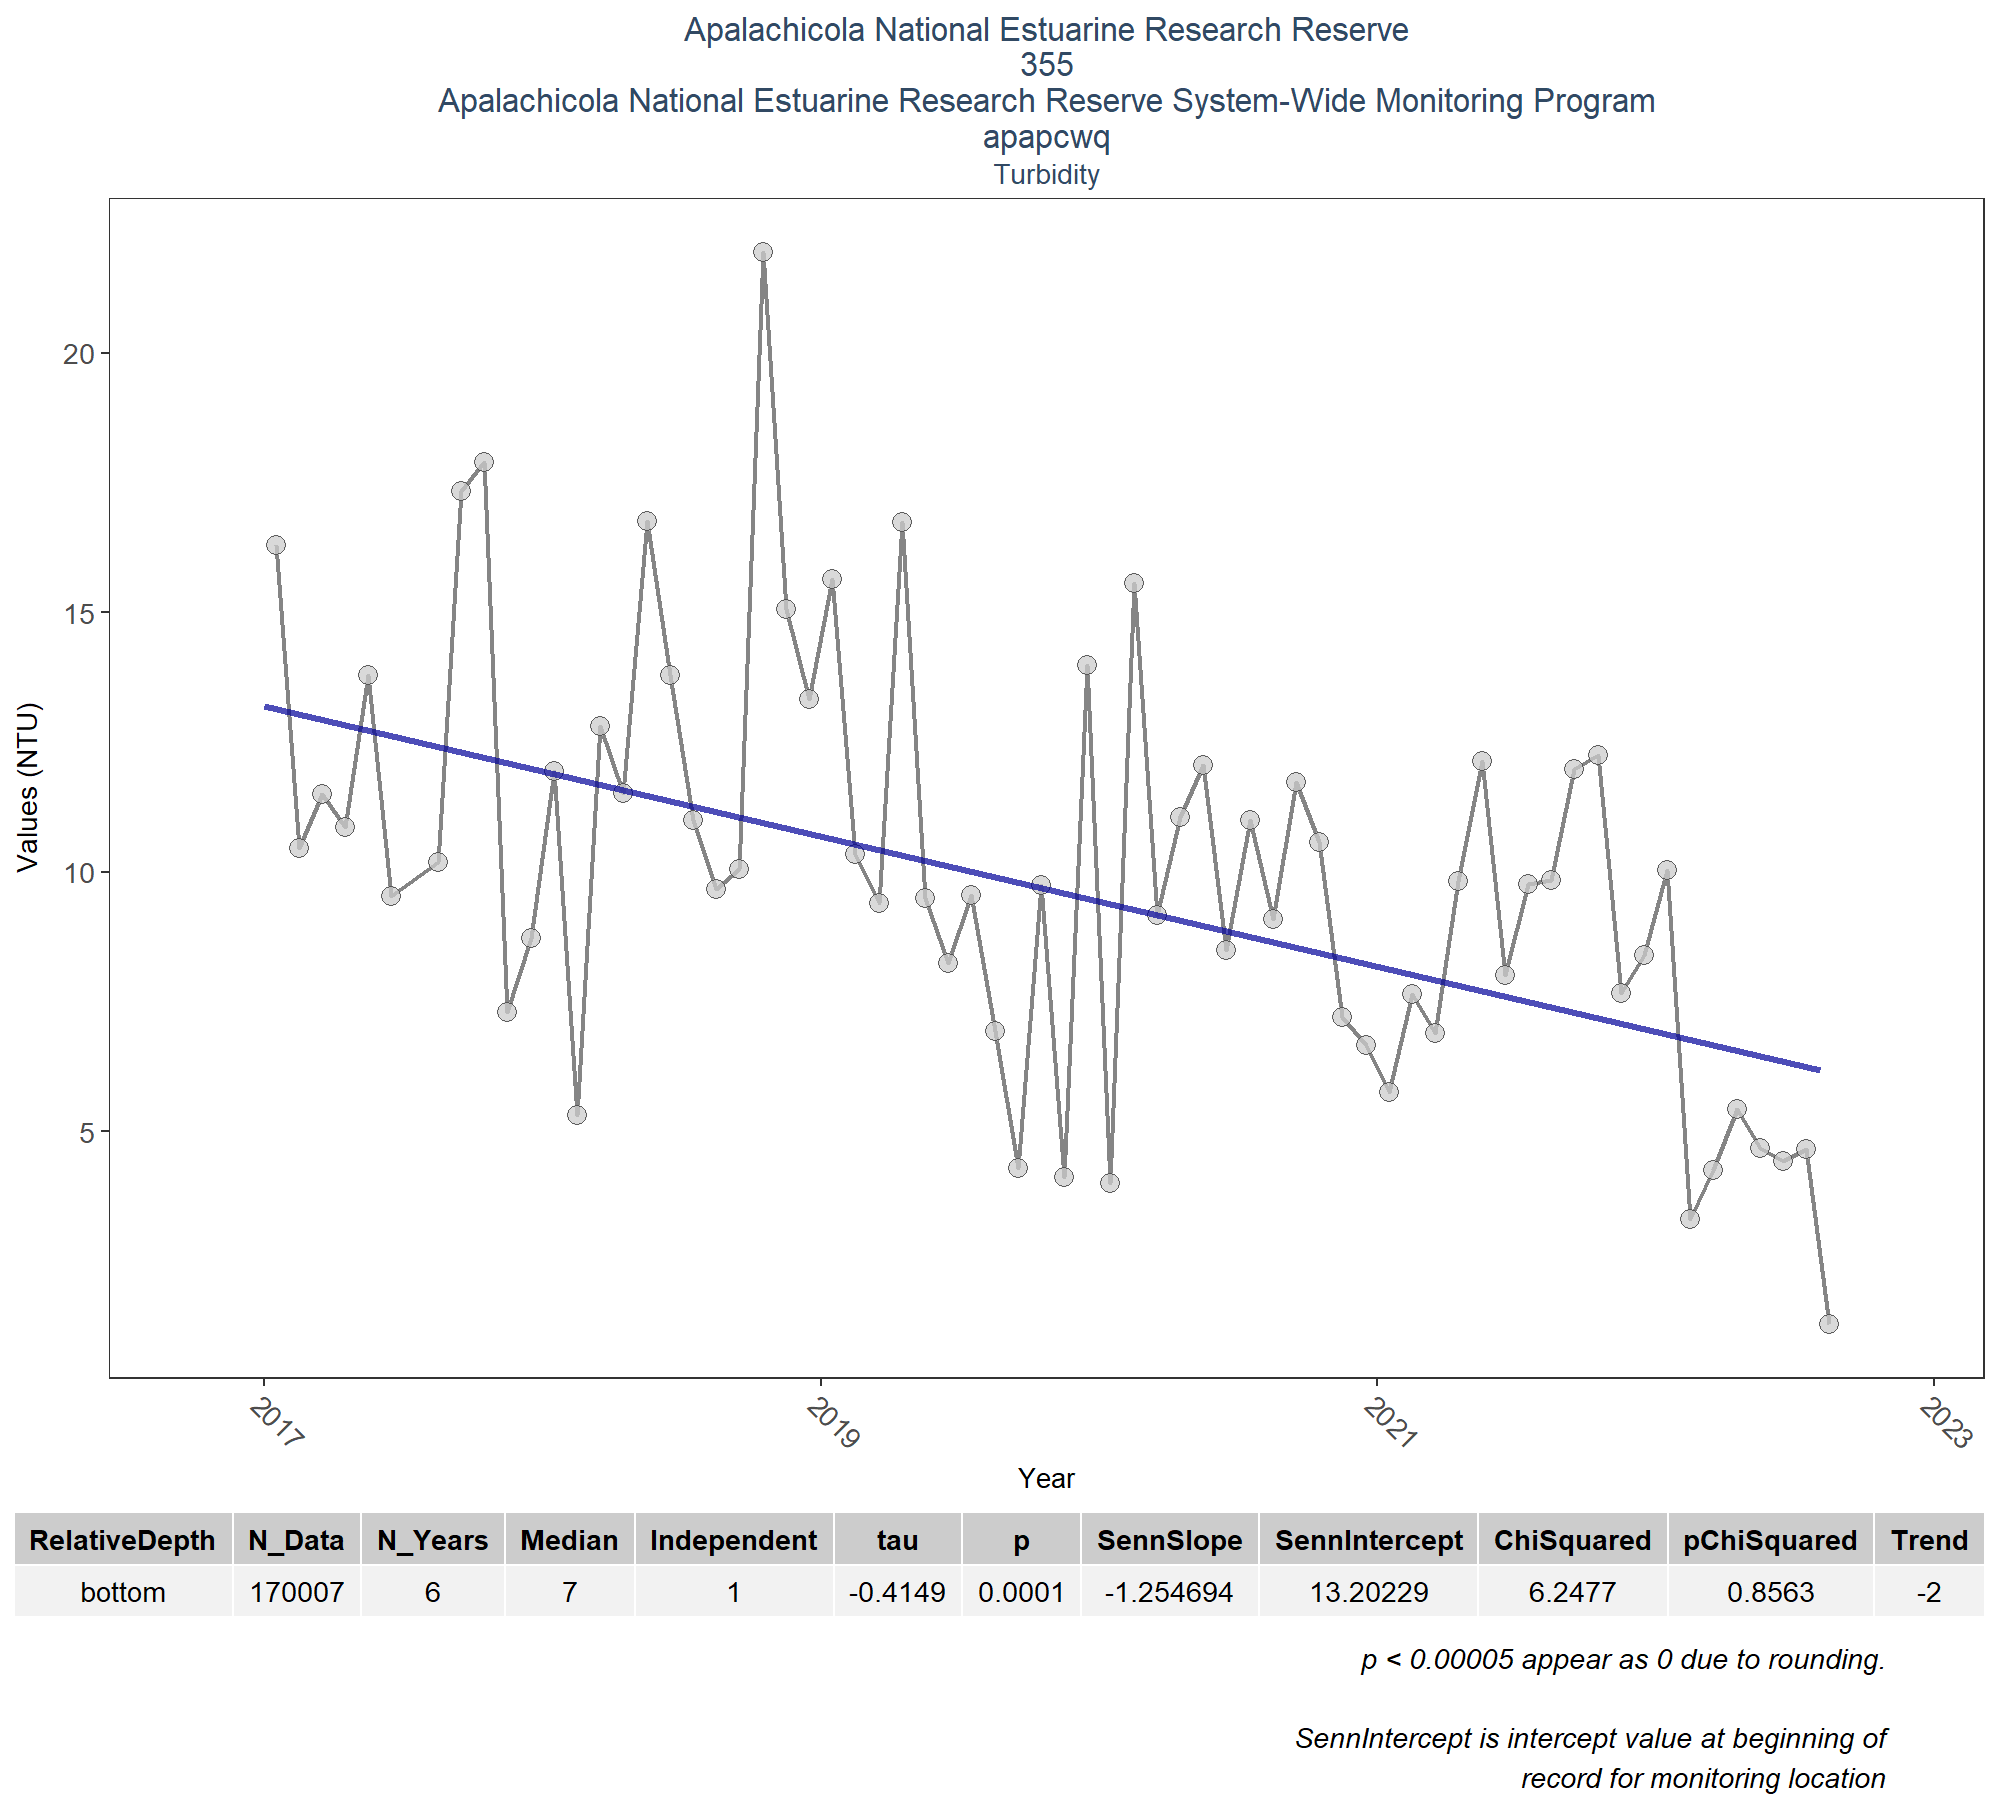 Apalachicola National Estuarine Research Reserve
355
Apalachicola National Estuarine Research Reserve System-Wide Monitoring Program
apapcwq
Turbidity
20
15
10
5
Values (NTU)
2017 2019 2021 2023
Year
RelativeDepth N_Data N_Years Median Independent tau p SennSlope SennIntercept ChiSquared pChiSquared Trend
bottom 170007 6 7 1 -0.4149 0.0001 -1.254694 13.20229 6.2477 0.8563 -2
p < 0.00005 appear as 0 due to rounding.
SennIntercept is intercept value at beginning of
record for monitoring location